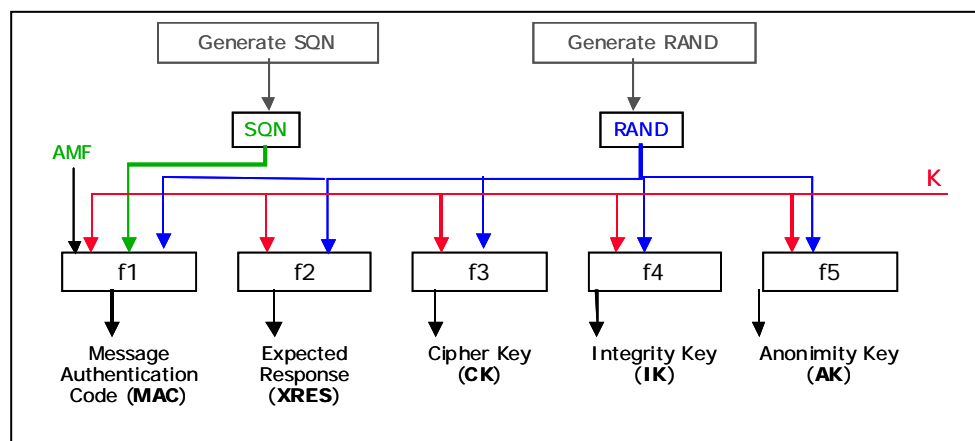 Generate SQN
Generate RAND
SQN
RAND
AMF
K
f1
f2
f3
f4
f5
Message
Authentication
Code (MAC)
Expected
Response
(XRES)
Cipher Key
(CK)
Integrity Key
(IK)
Anonimity Key
(AK)